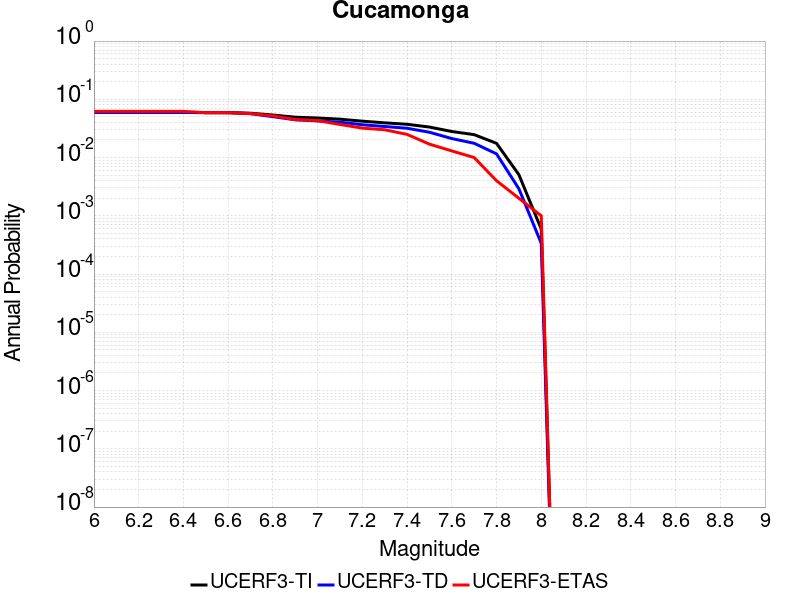 Cucamonga
Annual Probability
10^0
10^-1
10^-2
10^-3
10^-4
10^-5
10^-6
10^-7
10^-8
6 6.2 6.4 6.6 6.8 7 7.2 7.4 7.6 7.8 8 8.2 8.4 8.6 8.8 9
Magnitude
UCERF3-TI UCERF3-TD UCERF3-ETAS